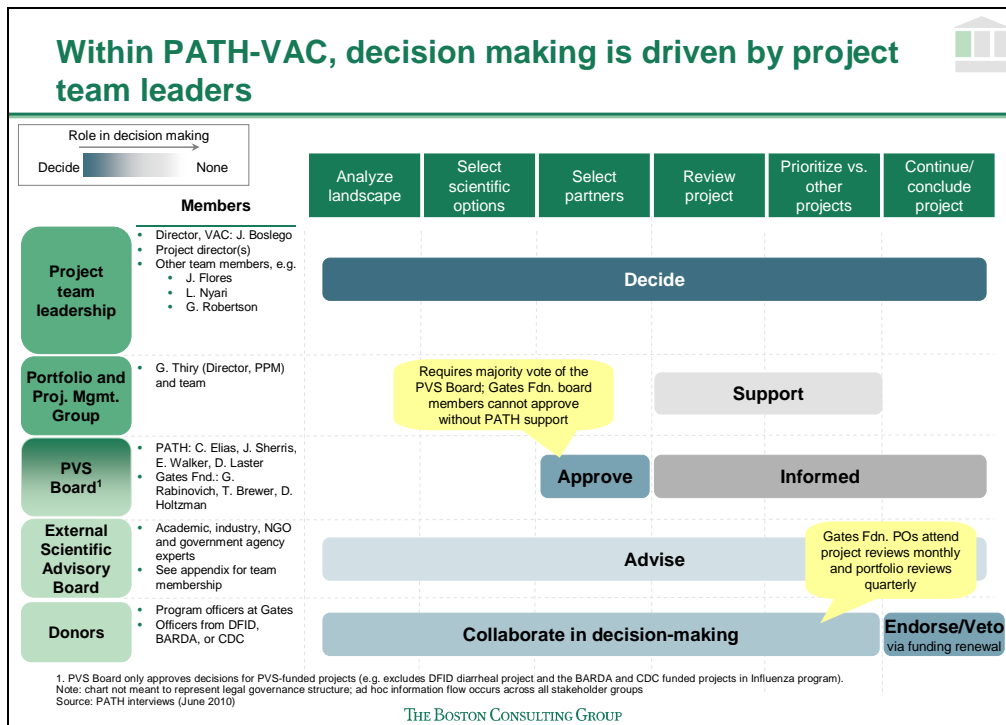 Within PATH-VAC, decision making is driven by project
team leaders
Role in decision making
Decide
None
Members
Analyze
landscape
Select
scientific
options
Select
partners
Review
project
Prioritize vs.
other
projects
Continue/
conclude
project
Project
team
leadership
• Director, VAC: J. Boslego
• Project director(s)
• Other team members, e.g.
• J. Flores
• L. Nyari
• G. Robertson
Decide
Portfolio and
Proj. Mgmt.
Group
• G. Thiry (Director, PPM)
and team
Requires majority vote of the
PVS Board; Gates Fdn. board
members cannot approve
without PATH support
Support
PVS
Board1
• PATH: C. Elias, J. Sherris,
E. Walker, D. Laster
• Gates Fnd.: G.
Rabinovich, T. Brewer, D.
Holtzman
Approve
Informed
External
Scientific
Advisory
Board
• Academic, industry, NGO
and government agency
experts
• See appendix for team
membership
Advise
Gates Fdn. POs attend
project reviews monthly
and portfolio reviews
quarterly
Donors
• Program officers at Gates
• Officers from DFID,
BARDA, or CDC
Collaborate in decision-making
Endorse/Veto
via funding renewal
1. PVS Board only approves decisions for PVS-funded projects (e.g. excludes DFID diarrheal project and the BARDA and CDC funded projects in Influenza program).
Note: chart not meant to represent legal governance structure; ad hoc information flow occurs across all stakeholder groups
Source: PATH interviews (June 2010)
THE BOSTON CONSULTING GROUP